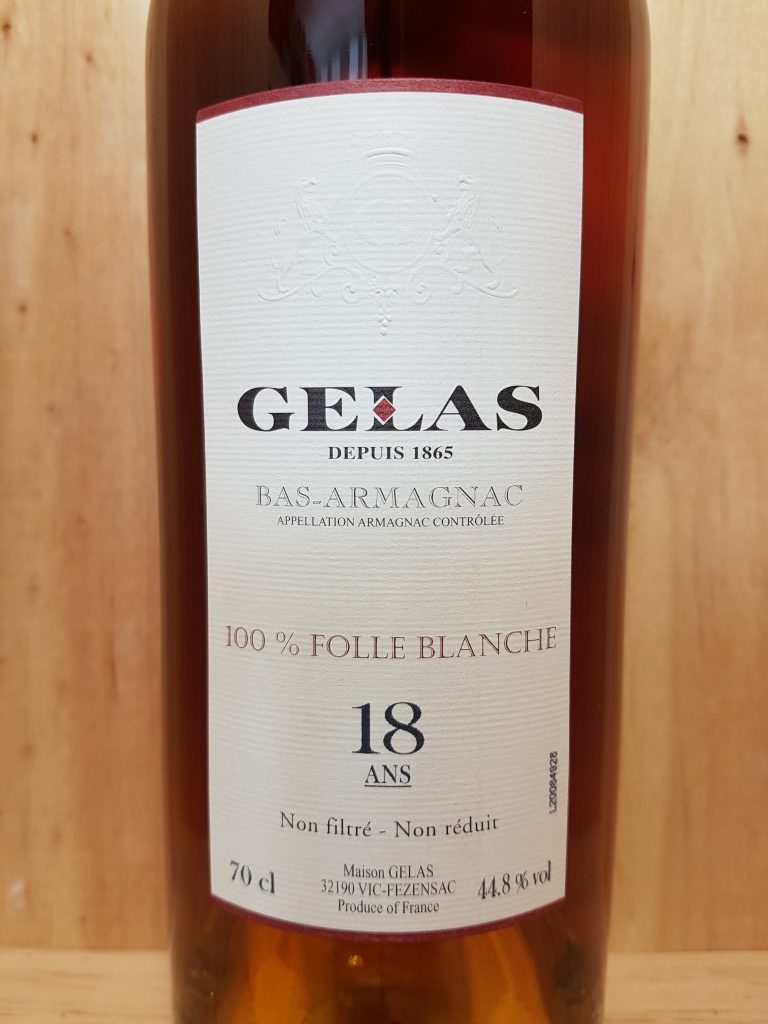 GELAS
DEPUIS 1865
BAS-ARMAGNAC
APPELLATION ARMAGNAC CONTRÔLÉE
100 % FOLLE BLANCHE
18
ANS
L20084928
Non filtré - Non réduit
70 cl
Maison GELAS
32190 VIC-FEZENSAC
Produce of France
44.8 % vol